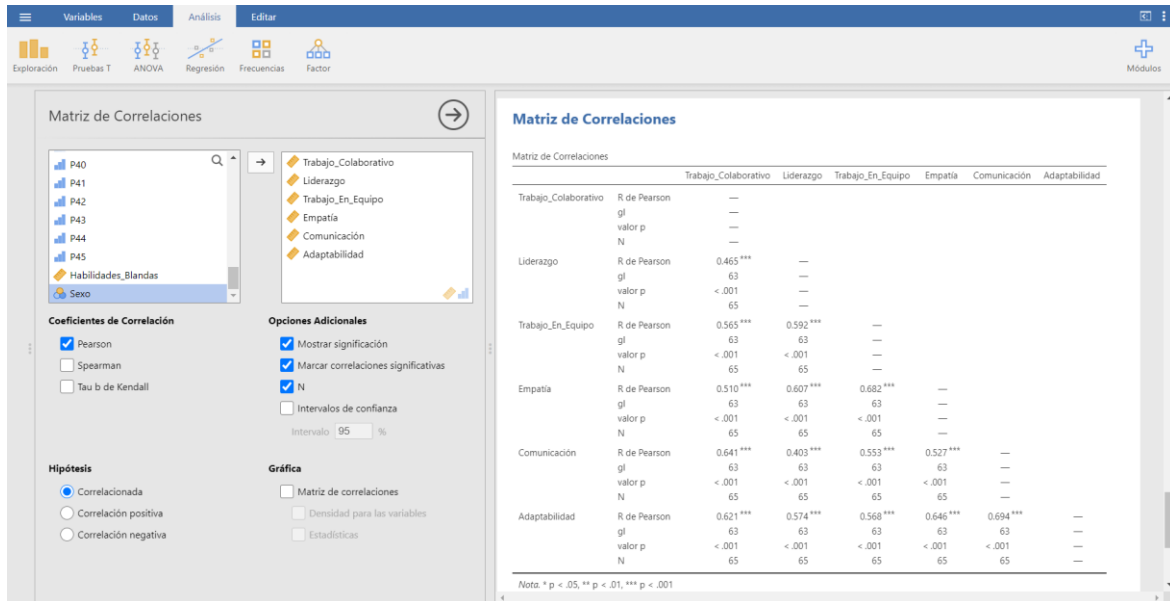 Variables Datos Análisis Editar
Exploración Pruebas T ANOVA Regresión Frecuencias Factor Módulos
Matriz de Correlaciones
P40
P41
P42
P43
P44
P45
Habilidades_Blandas
Sexo
Trabajo_Colaborativo
Liderazgo
Trabajo_En_Equipo
Empatía
Comunicación
Adaptabilidad
Coeficientes de Correlación
Pearson
Spearman
Tau b de Kendall
Opciones Adicionales
Mostrar significación
Marcar correlaciones significativas
N
Intervalos de confianza
Intervalo 95 %
Hipótesis
Correlacionada
Correlación positiva
Correlación negativa
Gráfica
Matriz de correlaciones
Densidad para las variables
Estadísticas
Matriz de Correlaciones
Matriz de Correlaciones
Trabajo_Colaborativo Liderazgo Trabajo_En_Equipo Empatía Comunicación Adaptabilidad
Trabajo_Colaborativo R de Pearson —
gl —
valor p —
N —
Liderazgo R de Pearson 0.465 *** —
gl 63 —
valor p < .001 —
N 65 —
Trabajo_En_Equipo R de Pearson 0.565 *** 0.592 *** —
gl 63 63 —
valor p < .001 < .001 —
N 65 65 —
Empatía R de Pearson 0.510 *** 0.607 *** 0.682 *** —
gl 63 63 63 —
valor p < .001 < .001 < .001 —
N 65 65 65 —
Comunicación R de Pearson 0.641 *** 0.403 *** 0.553 *** 0.527 *** —
gl 63 63 63 63 —
valor p < .001 < .001 < .001 < .001 —
N 65 65 65 65 —
Adaptabilidad R de Pearson 0.621 *** 0.574 *** 0.568 *** 0.646 *** 0.694 *** —
gl 63 63 63 63 63 —
valor p < .001 < .001 < .001 < .001 < .001 —
N 65 65 65 65 65 —
Nota. * p < .05, ** p < .01, *** p < .001